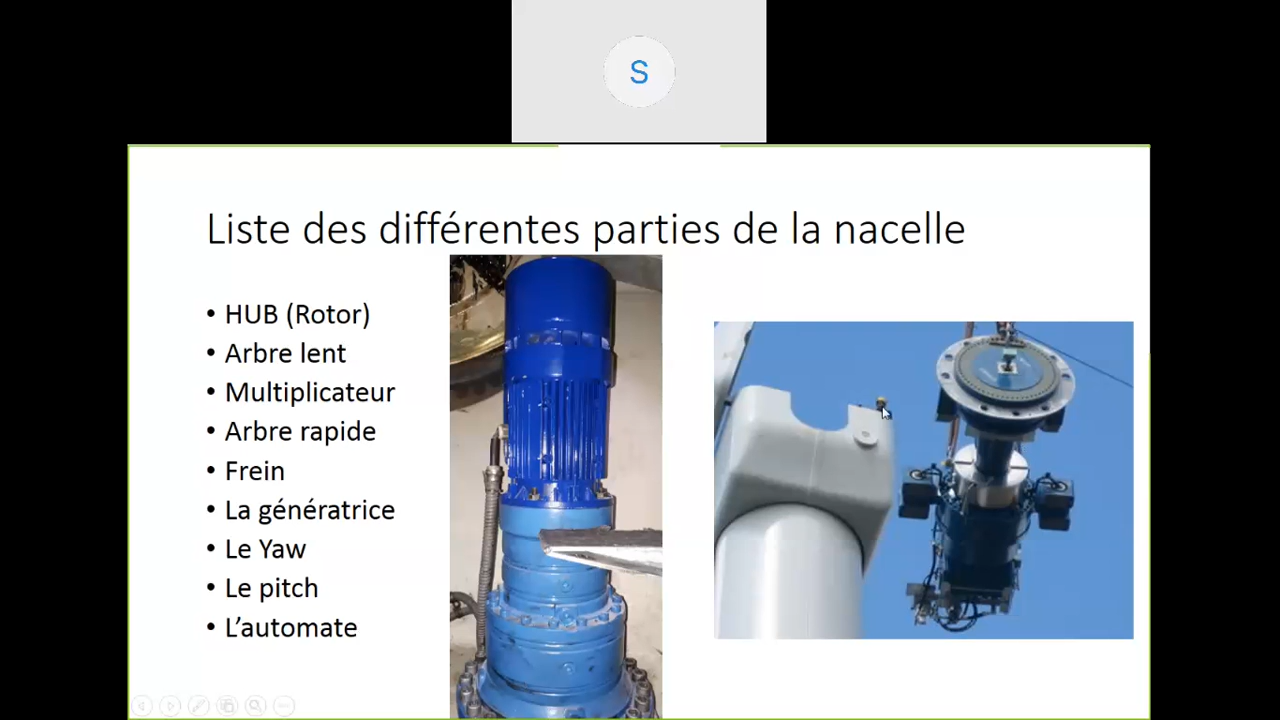 S
Liste des différentes parties de la nacelle
• HUB (Rotor)
• Arbre lent
• Multiplicateur
• Arbre rapide
• Frein
• La génératrice
• Le Yaw
• Le pitch
• L’automate